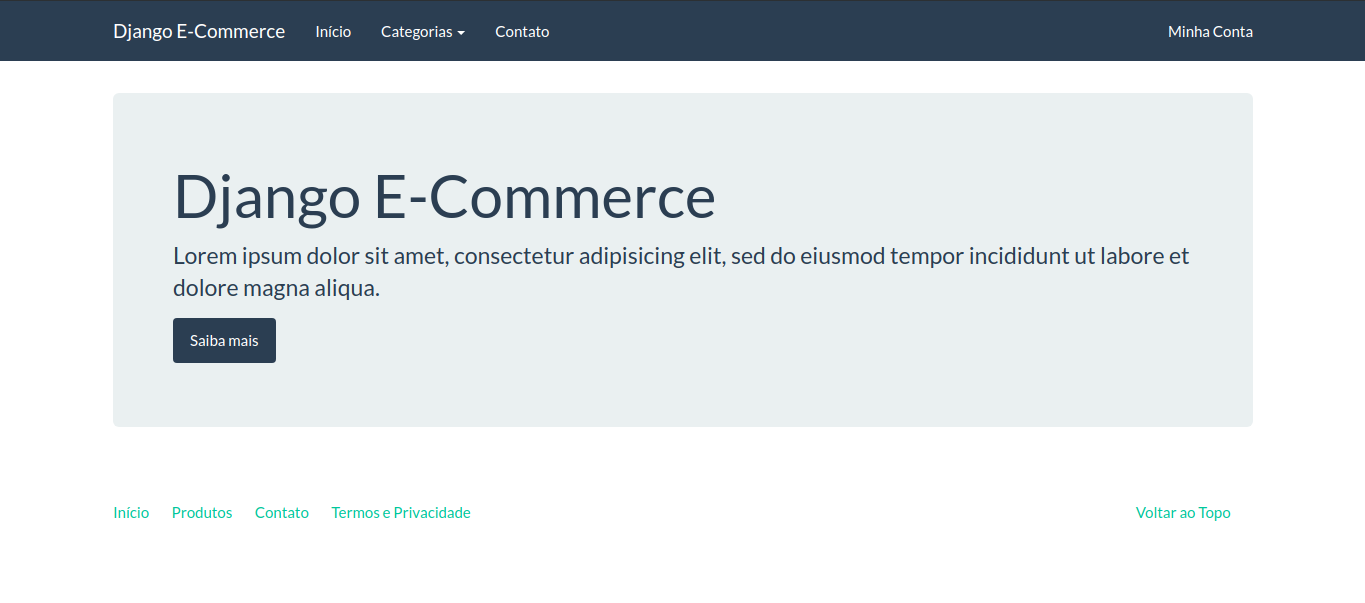 Django E-Commerce Início Categorias Contato Minha Conta
Django E-Commerce
Lorem ipsum dolor sit amet, consectetur adipisicing elit, sed do eiusmod tempor incididunt ut labore et
dolore magna aliqua.
Saiba mais
Início Produtos Contato Termos e Privacidade Voltar ao Topo